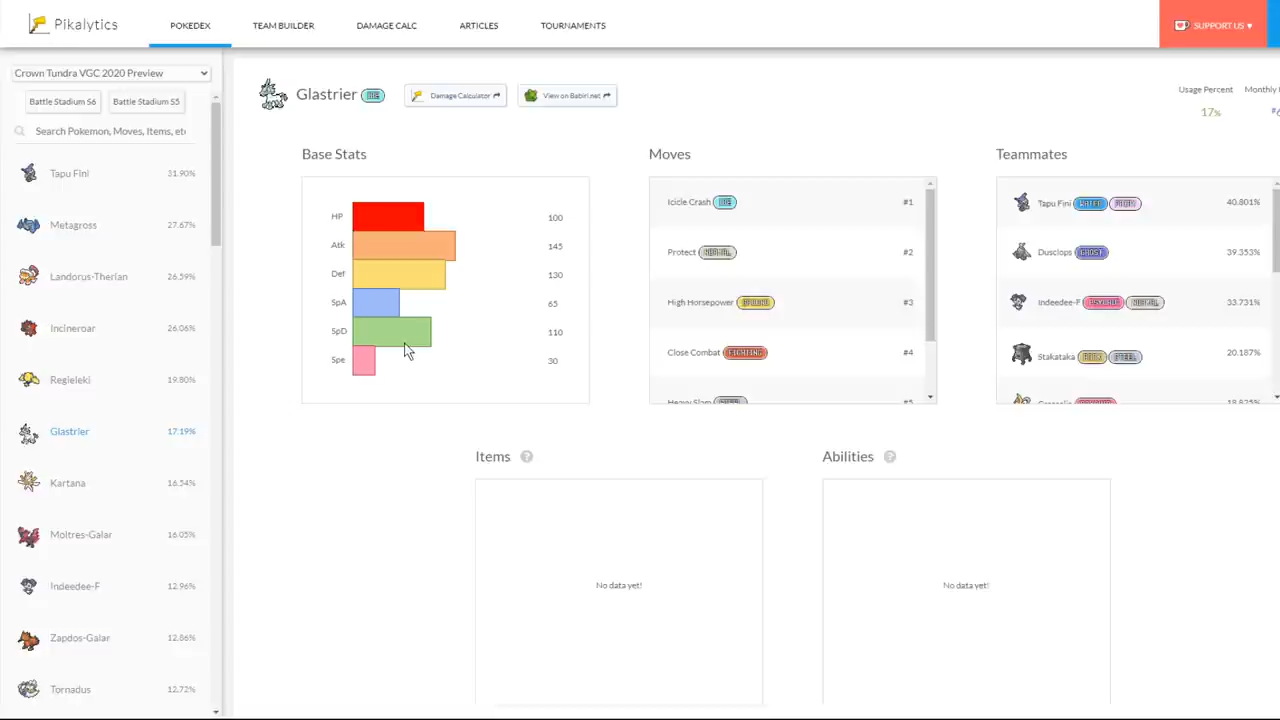 Pikalytics
POKEDEX
TEAM BUILDER
DAMAGE CALC
ARTICLES
TOURNAMENTS
SUPPORT US ▾
Crown Tundra VGC 2020 Preview
Battle Stadium S6
Battle Stadium S5
Search Pokemon, Moves, Items, etc
Tapu Fini 31.90%
Metagross 27.67%
Landorus-Therian 26.59%
Incineroar 26.06%
Regieleki 19.80%
Glastrier 17.19%
Kartana 16.54%
Moltres-Galar 16.05%
Indeedee-F 12.96%
Zapdos-Galar 12.86%
Tornadus 12.72%
Glastrier ICE
Damage Calculator
View on Babiri.net
Usage Percent
17%
Monthly
Base Stats
HP 100
Atk 145
Def 130
SpA 65
SpD 110
Spe 30
Moves
Icicle Crash ICE #1
Protect NORMAL #2
High Horsepower GROUND #3
Close Combat FIGHTING #4
Heavy Slam STEEL #5
Teammates
Tapu Fini WATER FAIRY 40.801%
Dusclops GHOST 39.353%
Indeedee-F PSYCHIC NORMAL 33.731%
Stakataka ROCK STEEL 20.187%
Items ?
No data yet!
Abilities ?
No data yet!